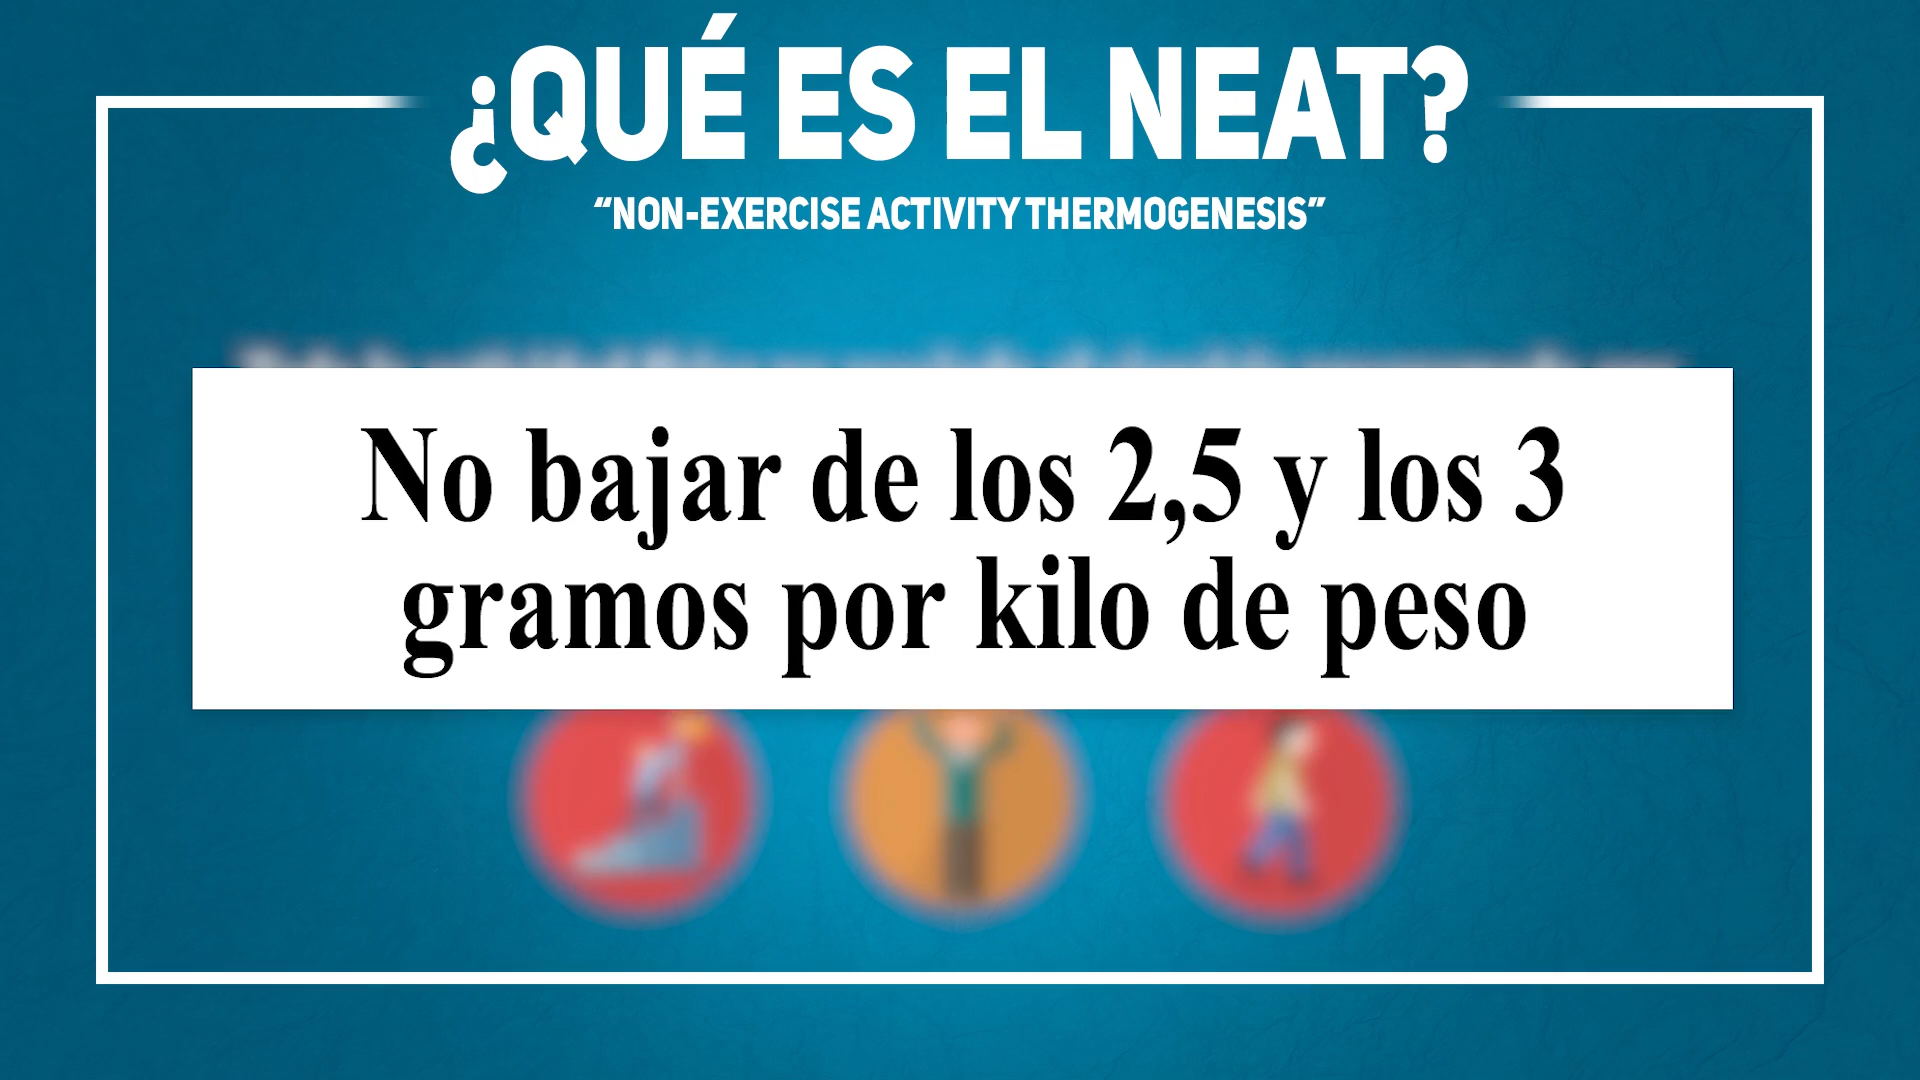 ¿QUÉ ES EL NEAT?
“NON-EXERCISE ACTIVITY THERMOGENESIS”
No bajar de los 2,5 y los 3
gramos por kilo de peso